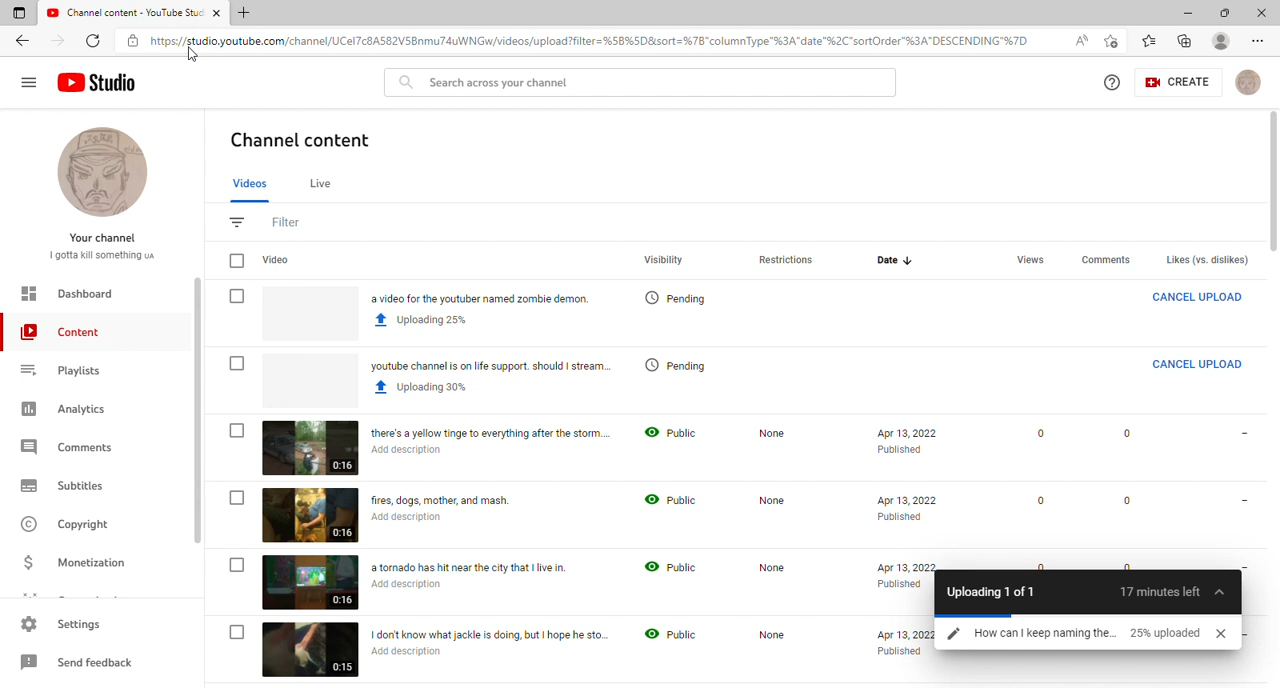 Channel content - YouTube Stud
https://studio.youtube.com/channel/UCel7c8A582V5Bnmu74uWNGw/videos/upload?filter=%5B%5D&sort=%7B"columnType"%3A"date"%2C"sortOrder"%3A"DESCENDING"%7D
Studio
Search across your channel
CREATE
Your channel
I gotta kill something UA
Dashboard
Content
Playlists
Analytics
Comments
Subtitles
Copyright
Monetization
Settings
Send feedback
Channel content
Videos Live
Filter
Video Visibility Restrictions Date Views Comments Likes (vs. dislikes)
a video for the youtuber named zombie demon. Pending CANCEL UPLOAD
Uploading 25%
youtube channel is on life support. should I stream... Pending CANCEL UPLOAD
Uploading 30%
there's a yellow tinge to everything after the storm.... Public None Apr 13, 2022 0 0 –
Add description Published
0:16
fires, dogs, mother, and mash. Public None Apr 13, 2022 0 0 –
Add description Published
0:16
a tornado has hit near the city that I live in. Public None Apr 13, 2022 0 0 –
Add description Published
0:16
I don't know what jackle is doing, but I hope he sto... Public None Apr 13, 2022 –
Add description Published
0:15
Uploading 1 of 1 17 minutes left
How can I keep naming the... 25% uploaded